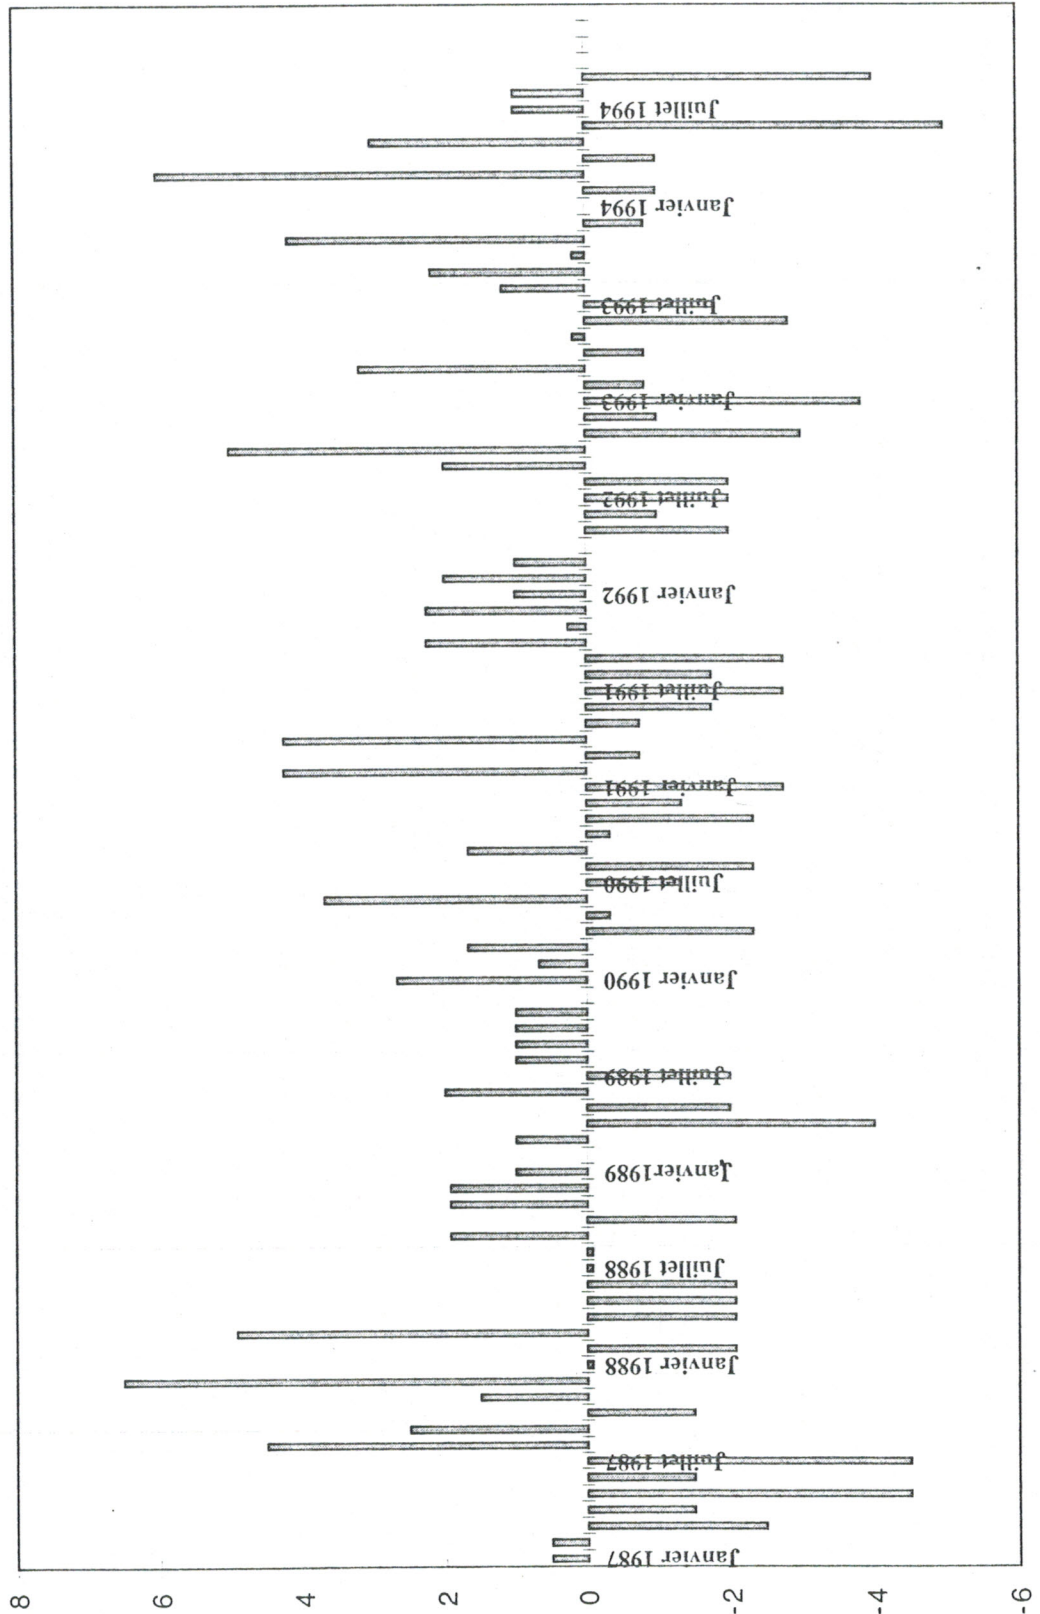 8
6
4
2
0
-2
-4
-6
Janvier 1987
Juillet 1987
Janvier 1988
Juillet 1988
Janvier1989
Juillet 1989
Janvier 1990
Juillet 1990
Janvier 1991
Juillet 1991
Janvier 1992
Juillet 1992
Janvier 1993
Juillet 1993
Janvier 1994
Juillet 1994